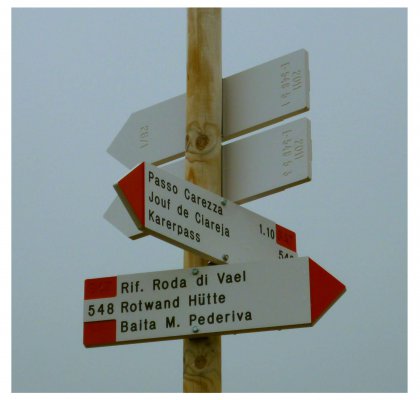 Passo Carezza
Jouf de Ciareja 1.10
Karerpass
Rif. Roda di Vael
548 Rotwand Hütte
Baita M. Pederiva